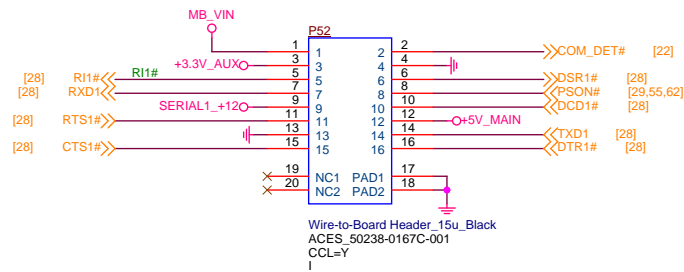 MB_VIN
P52
1 1 2 2 COM_DET# [22]
+3.3V_AUX 3 3 4 4
[28] RI1# RI1# 5 5 6 6 DSR1# [28]
[28] RXD1 7 7 8 8 PSON# [29,55,62]
SERIAL1_+12 9 9 10 10 DCD1# [28]
[28] RTS1# 11 11 12 12 +5V_MAIN
13 13 14 14 TXD1 [28]
[28] CTS1# 15 15 16 16 DTR1# [28]
19 NC1 PAD1 17
20 NC2 PAD2 18
Wire-to-Board Header_15u_Black
ACES_50238-0167C-001
CCL=Y